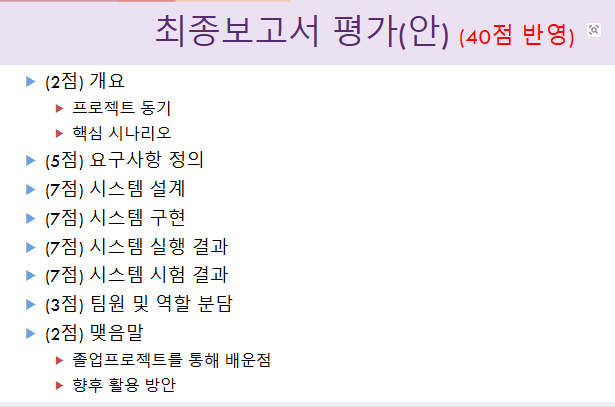 최종보고서 평가(안) (40점 반영)
(2점) 개요
프로젝트 동기
핵심 시나리오
(5점) 요구사항 정의
(7점) 시스템 설계
(7점) 시스템 구현
(7점) 시스템 실행 결과
(7점) 시스템 시험 결과
(3점) 팀원 및 역할 분담
(2점) 맺음말
졸업프로젝트를 통해 배운점
향후 활용 방안